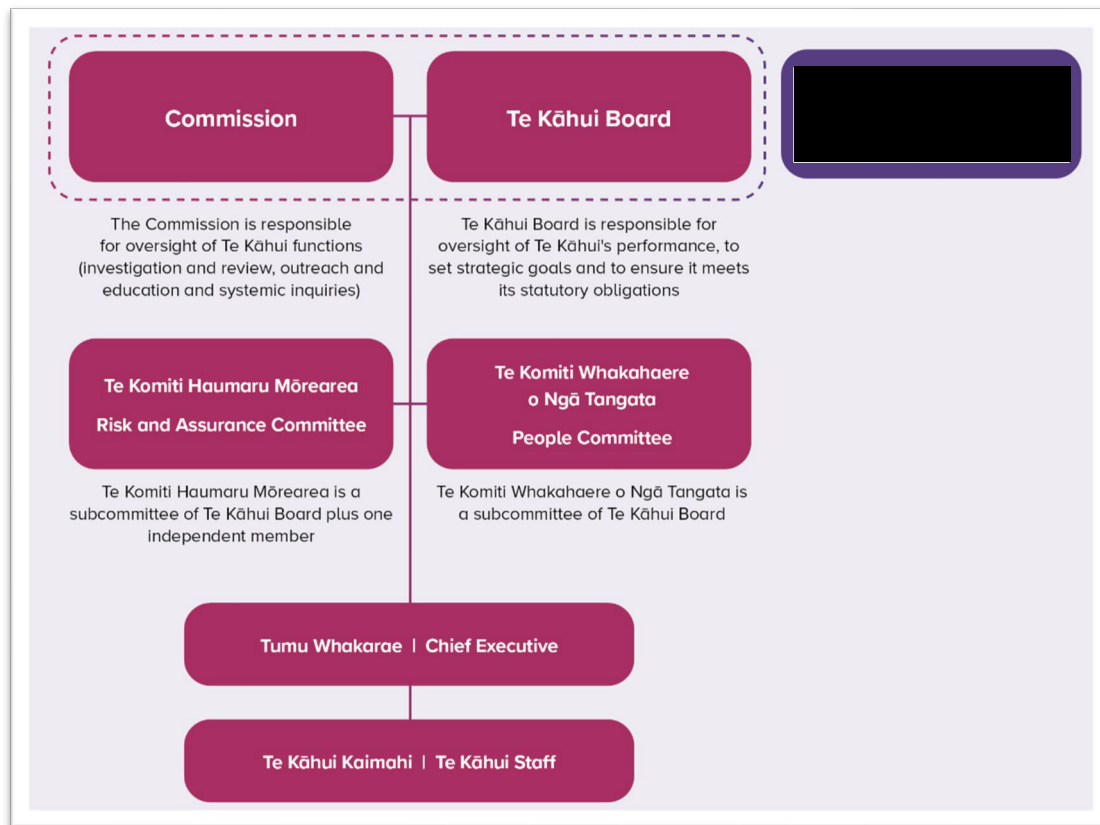 Commission
Te Kāhui Board
The Commission is responsible
for oversight of Te Kāhui functions
(investigation and review, outreach and
education and systemic inquiries)
Te Kāhui Board is responsible for
oversight of Te Kāhui's performance, to
set strategic goals and to ensure it meets
its statutory obligations
Te Komiti Haumaru Mōrearea
Risk and Assurance Committee
Te Komiti Whakahaere
o Ngā Tangata
People Committee
Te Komiti Haumaru Mōrearea is a
subcommittee of Te Kāhui Board plus one
independent member
Te Komiti Whakahaere o Ngā Tangata is
a subcommittee of Te Kāhui Board
Tumu Whakarae | Chief Executive
Te Kāhui Kaimahi | Te Kāhui Staff